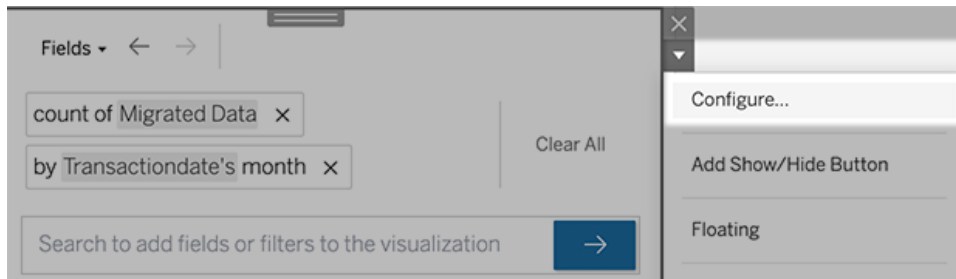 Fields
count of Migrated Data
by Transactiondate's month
Clear All
Search to add fields or filters to the visualization
Configure...
Add Show/Hide Button
Floating